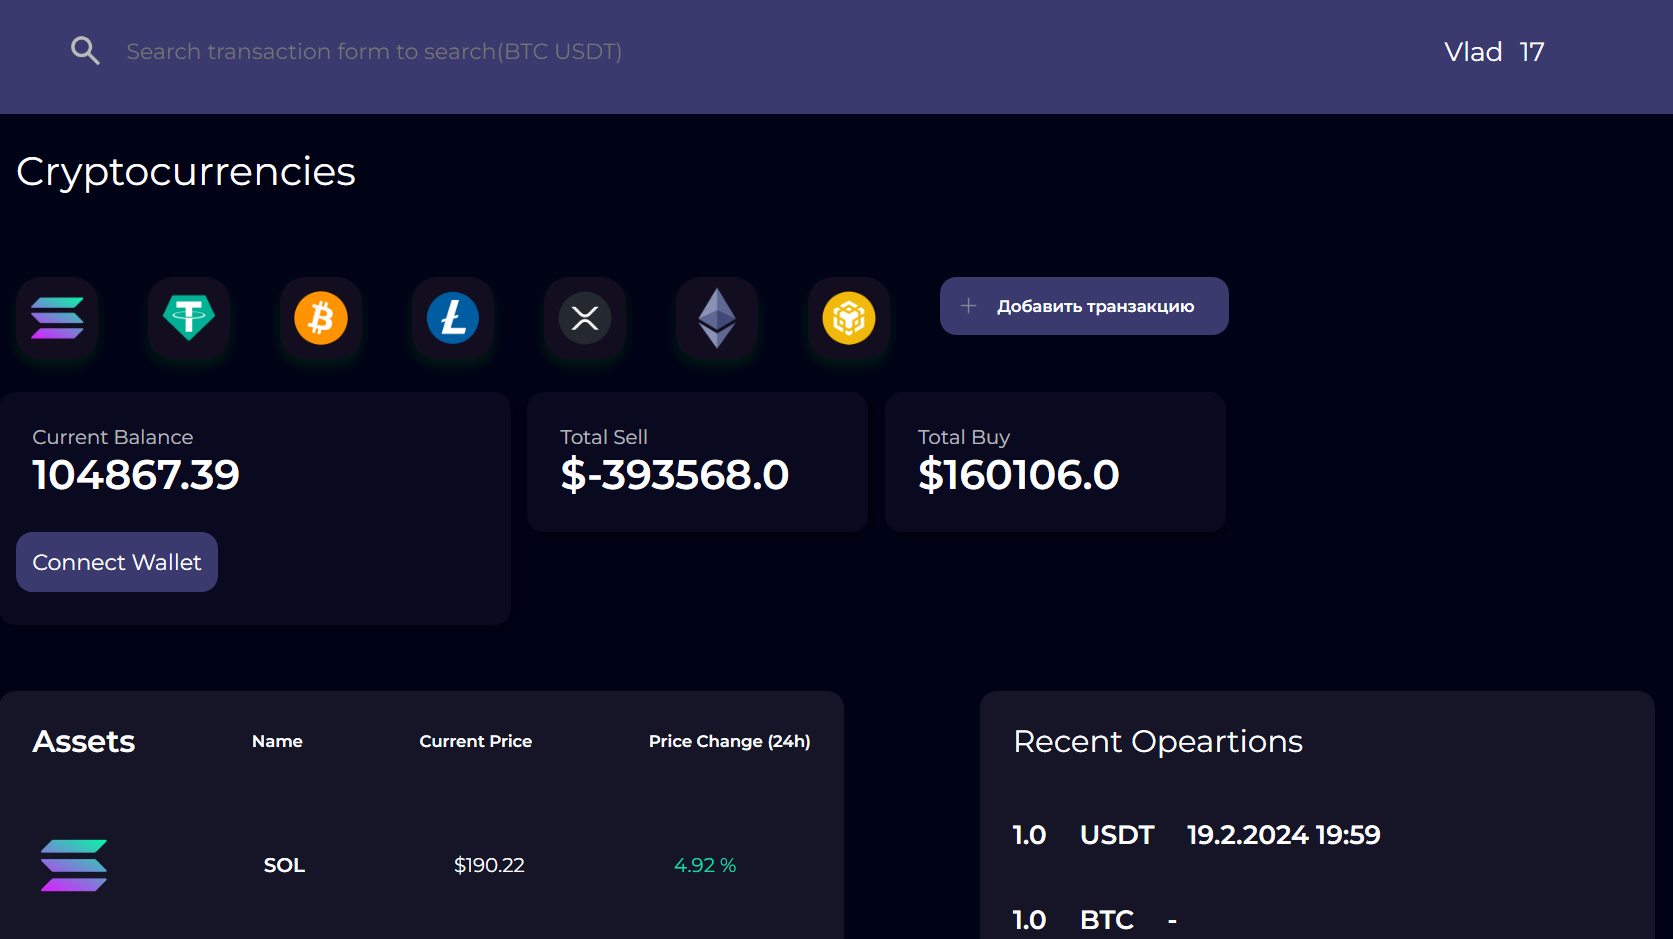 Search transaction form to search(BTC USDT)
Vlad 17
Cryptocurrencies
Добавить транзакцию
Current Balance
104867.39
Connect Wallet
Total Sell
$-393568.0
Total Buy
$160106.0
Assets Name Current Price Price Change (24h)
SOL $190.22 4.92 %
Recent Opeartions
1.0 USDT 19.2.2024 19:59
1.0 BTC -